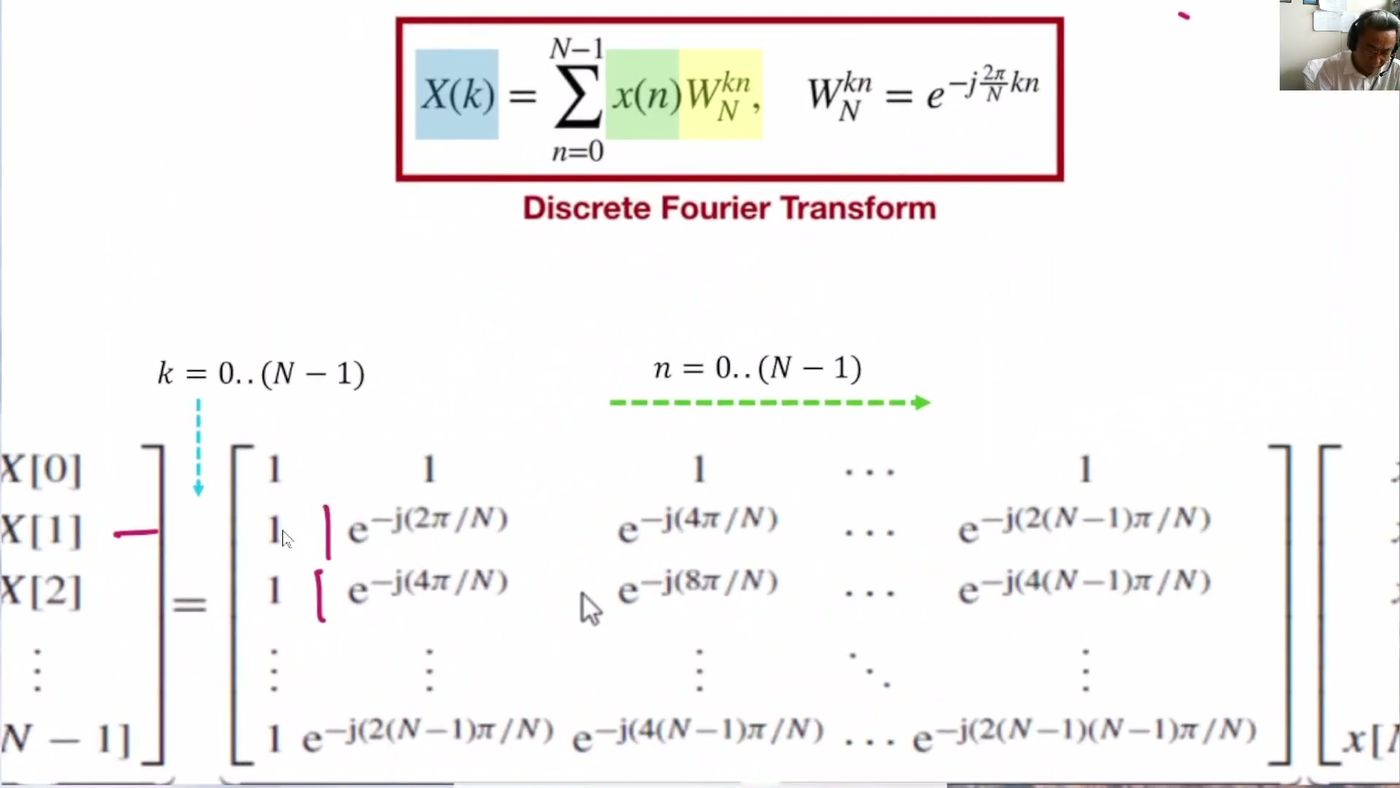 X(k) = ∑_{n=0}^{N−1} x(n)W_N^{kn}, W_N^{kn} = e^{−j\frac{2π}{N}kn}
Discrete Fourier Transform
k = 0..(N − 1) n = 0..(N − 1)
X[0] 1 1 1 ⋯ 1
X[1] 1 e^{−j(2π/N)} e^{−j(4π/N)} ⋯ e^{−j(2(N−1)π/N)}
X[2] = 1 e^{−j(4π/N)} e^{−j(8π/N)} ⋯ e^{−j(4(N−1)π/N)}
⋮ ⋮ ⋮ ⋮ ⋱ ⋮
N − 1] 1 e^{−j(2(N−1)π/N)} e^{−j(4(N−1)π/N)} ⋯ e^{−j(2(N−1)(N−1)π/N)} x[